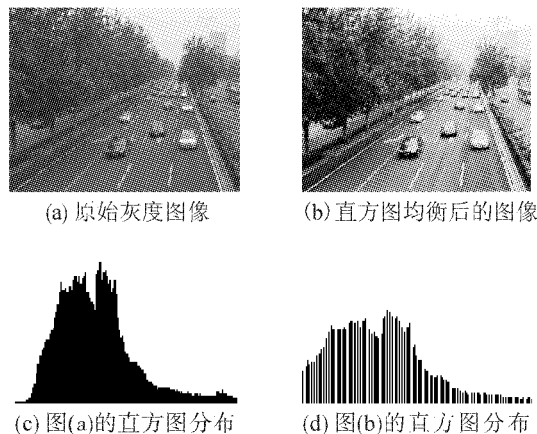 (a) 原始灰度图像
(b) 直方图均衡后的图像
(c) 图(a)的直方图分布
(d) 图(b)的直方图分布